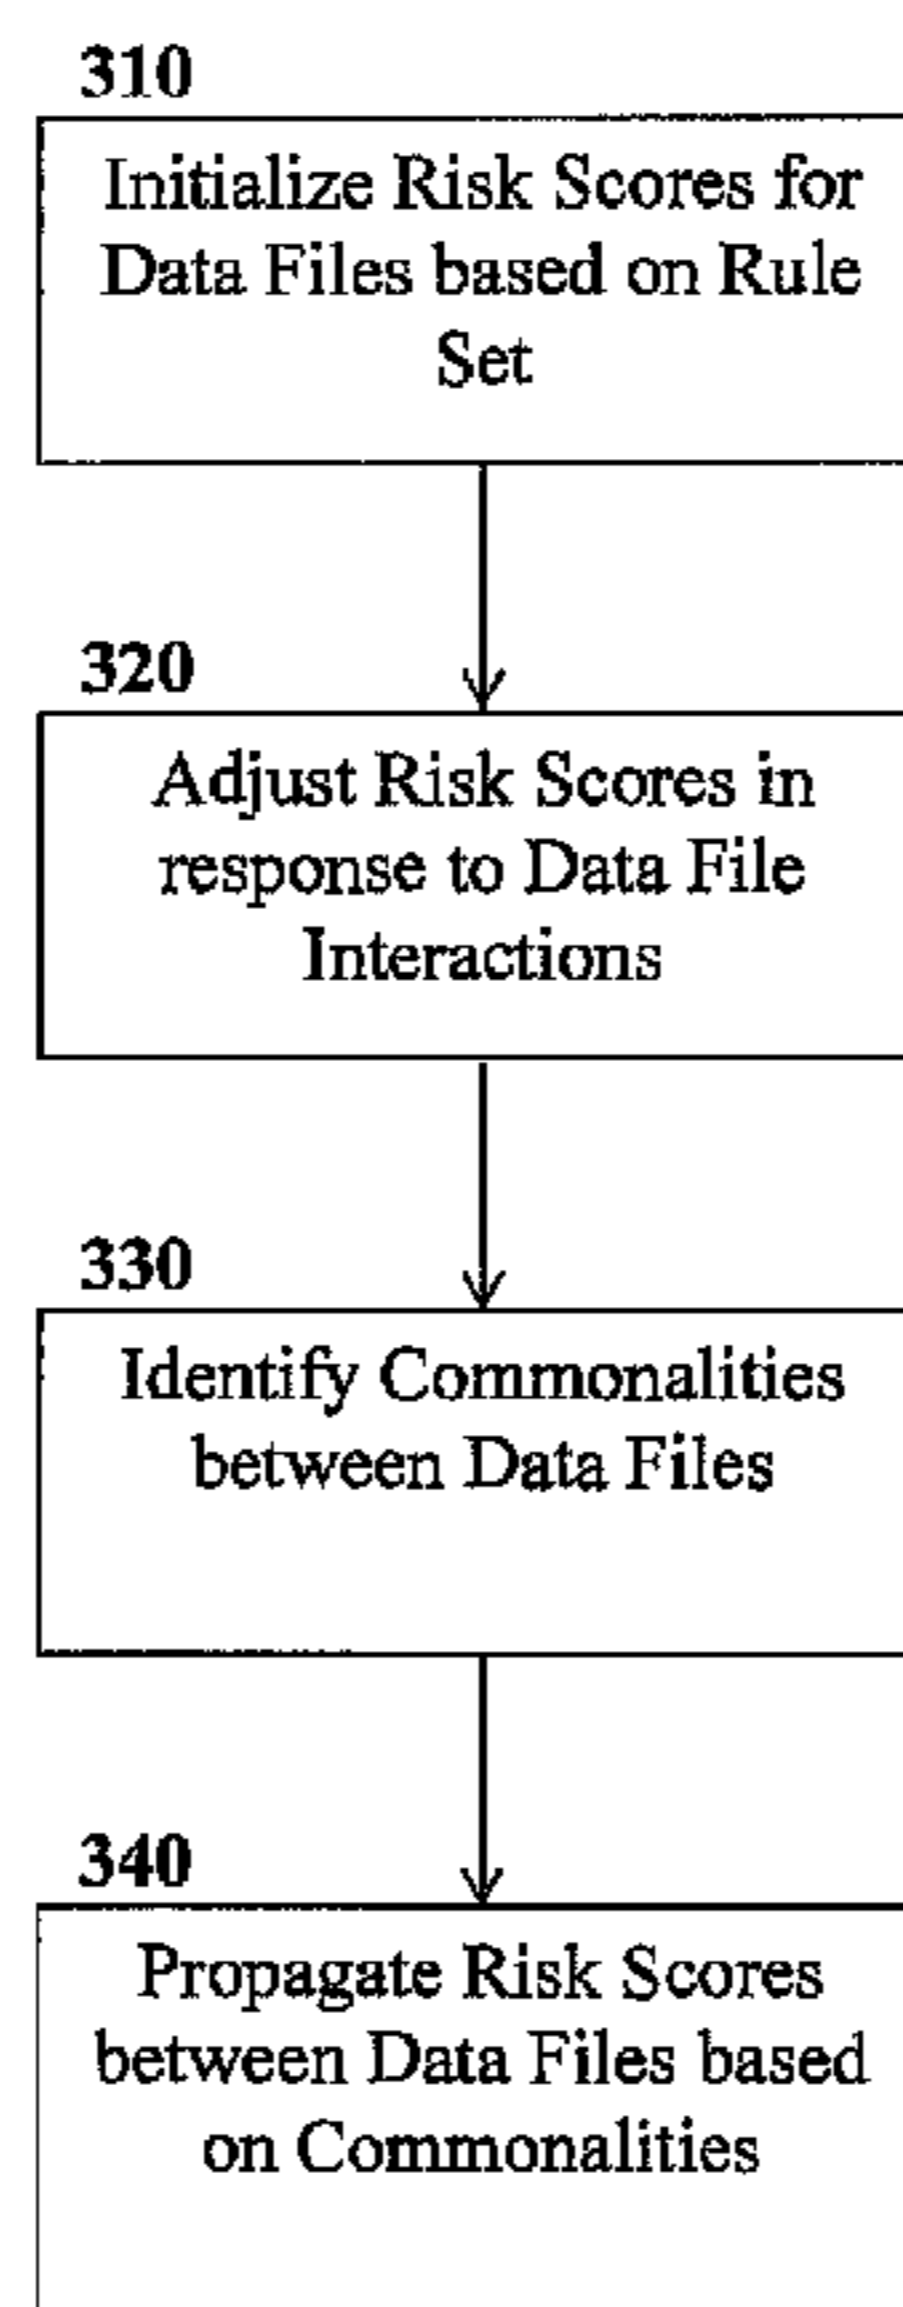 310
Initialize Risk Scores for
Data Files based on Rule
Set
320
Adjust Risk Scores in
response to Data File
Interactions
330
Identify Commonalities
between Data Files
340
Propagate Risk Scores
between Data Files based
on Commonalities